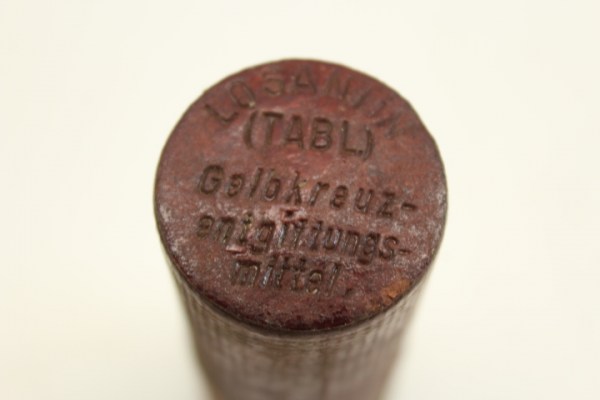 LOSANTIN
(TABL.)
Gelbkreuz-
entgiftungs-
mittel.